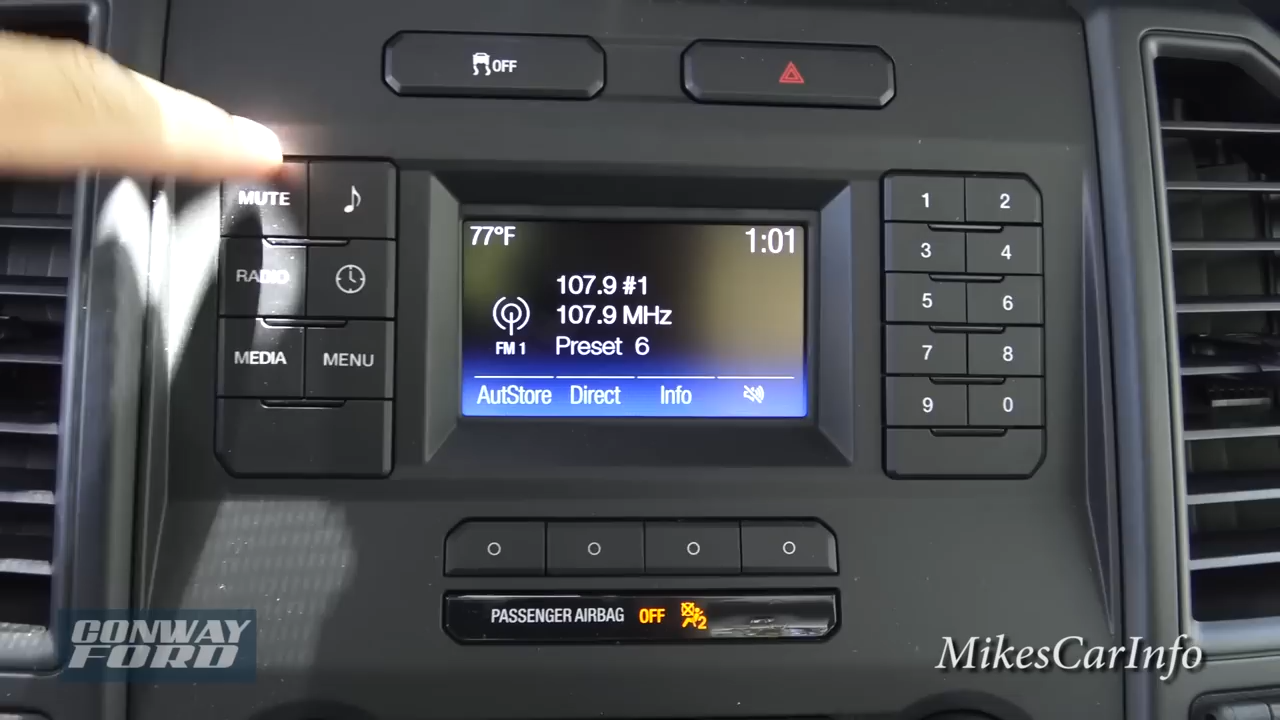 OFF
MUTE
RADIO
MEDIA
MENU
77°F
1:01
107.9 #1
107.9 MHz
FM 1
Preset 6
AutStore Direct Info
1 2
3 4
5 6
7 8
9 0
PASSENGER AIRBAG OFF 2
CONWAY
FORD
MikesCarInfo